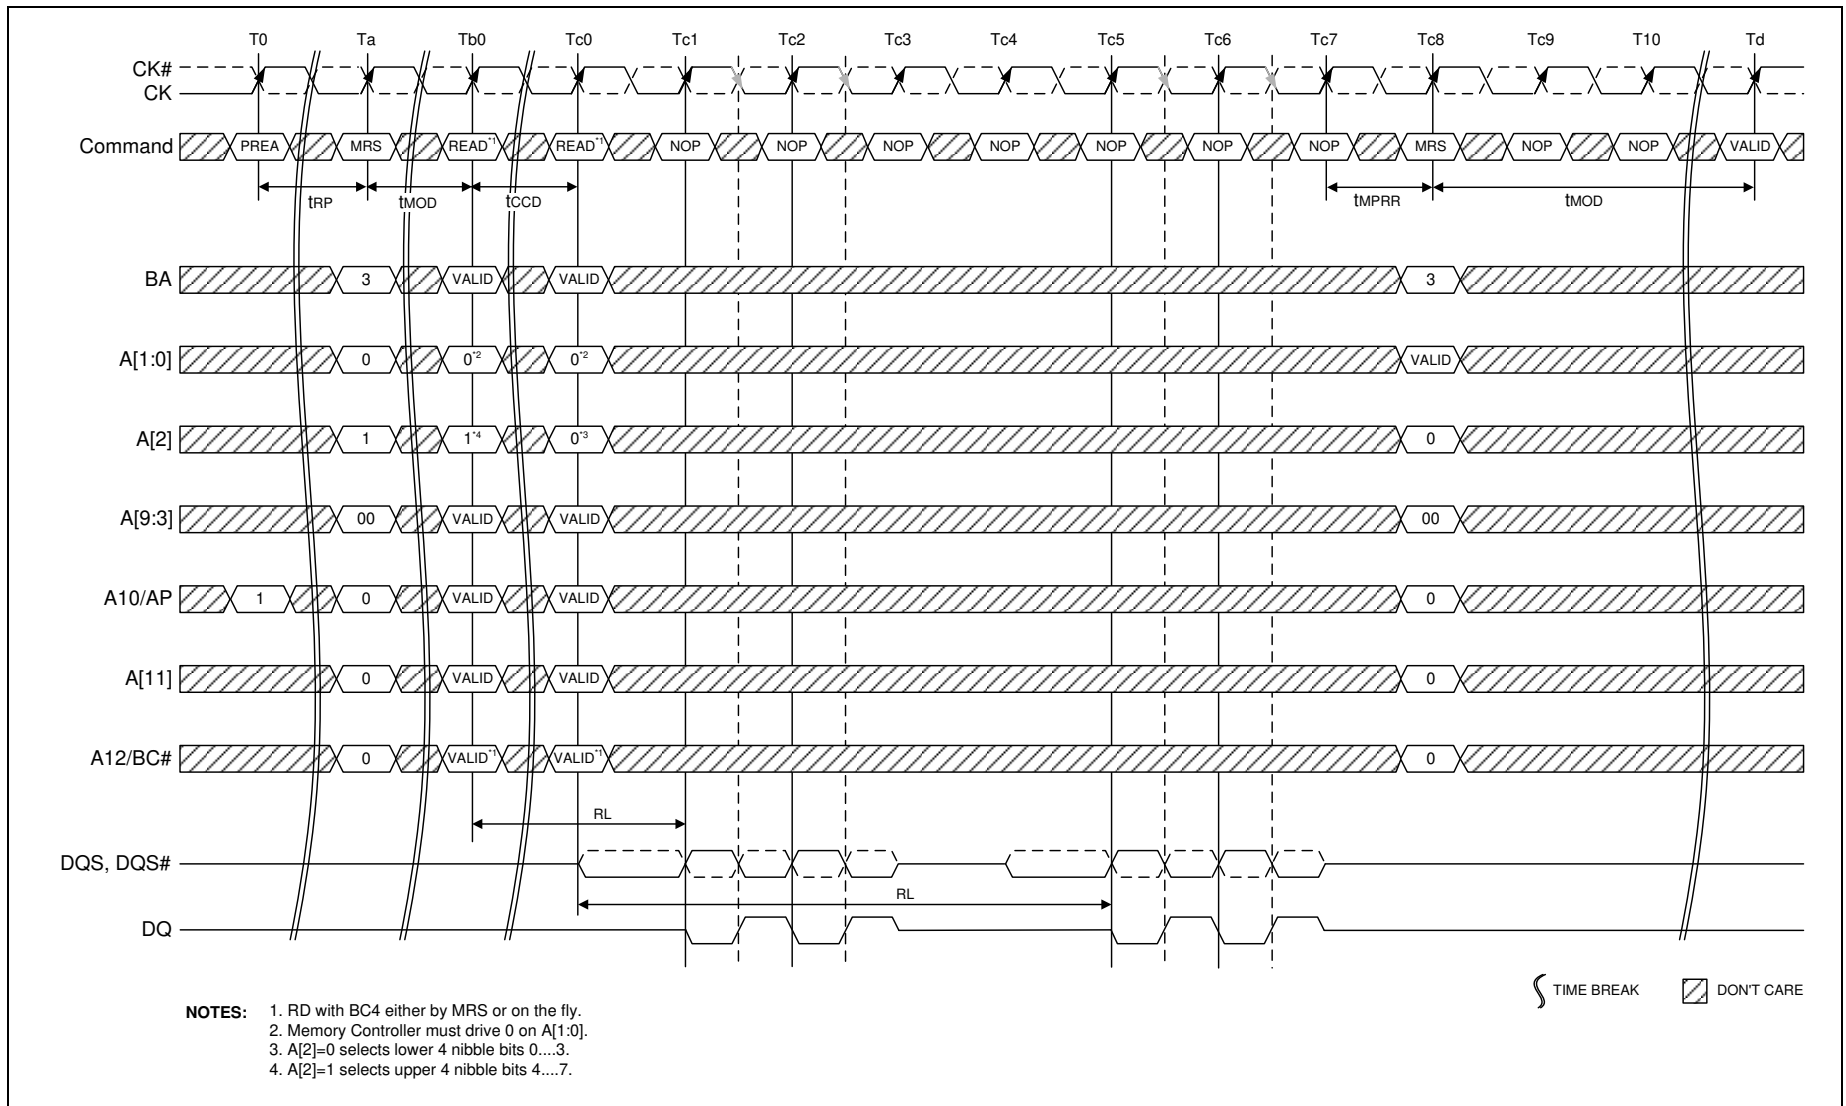 T0 Ta Tb0 Tc0 Tc1 Tc2 Tc3 Tc4 Tc5 Tc6 Tc7 Tc8 Tc9 T10 Td
CK#
CK
Command PREA MRS READ*1 READ*1 NOP NOP NOP NOP NOP NOP NOP MRS NOP NOP VALID
tRP tMOD tCCD tMPRR tMOD
BA 3 VALID VALID 3
A[1:0] 0 0*2 0*2 VALID
A[2] 1 1*4 0*3 0
A[9:3] 00 VALID VALID 00
A10/AP 1 0 VALID VALID 0
A[11] 0 VALID VALID 0
A12/BC# 0 VALID*1 VALID*1 0
RL
DQS, DQS#
RL
DQ
TIME BREAK DON'T CARE
NOTES: 1. RD with BC4 either by MRS or on the fly.
2. Memory Controller must drive 0 on A[1:0].
3. A[2]=0 selects lower 4 nibble bits 0....3.
4. A[2]=1 selects upper 4 nibble bits 4....7.